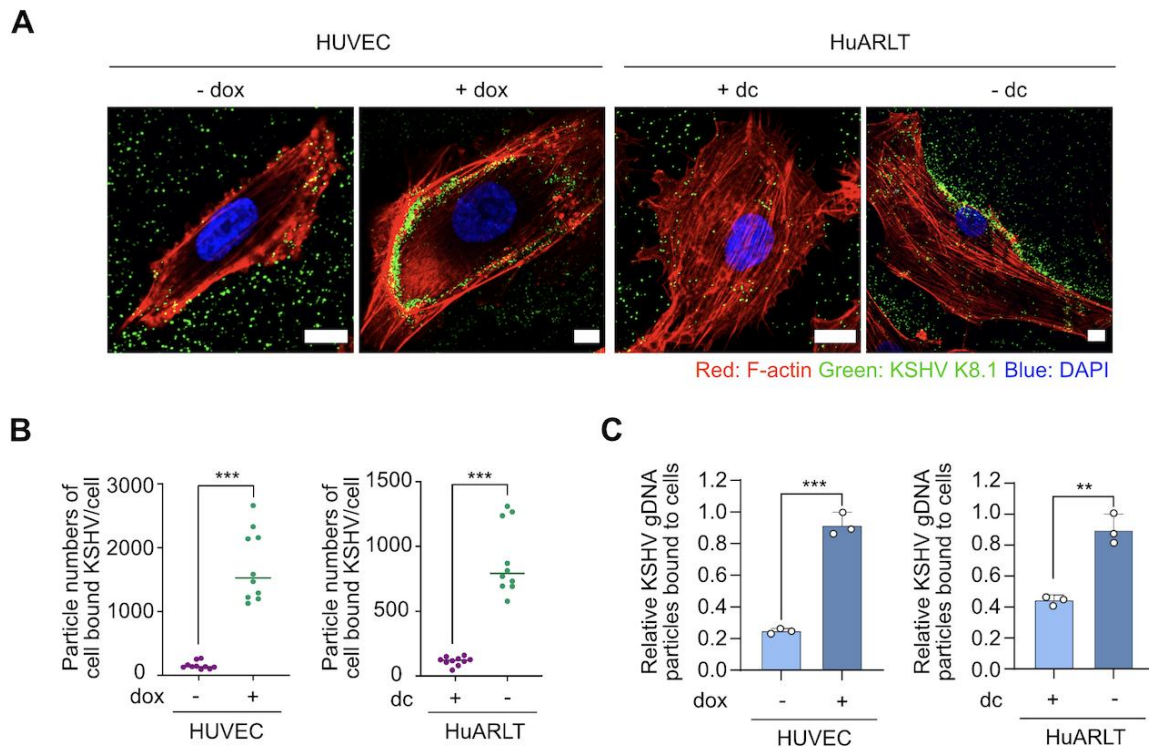 A
HUVEC
HuARLT
- dox
+ dox
+ dc
- dc
Red: F-actin Green: KSHV K8.1 Blue: DAPI
B
Particle numbers of
cell bound KSHV/cell
3000
2000
1000
0
***
dox
-
+
HUVEC
Particle numbers of
cell bound KSHV/cell
1500
1000
500
0
***
dc
+
-
HuARLT
C
Relative KSHV gDNA
particles bound to cells
1.2
1.0
0.8
0.6
0.4
0.2
0.0
***
dox
-
+
HUVEC
Relative KSHV gDNA
particles bound to cells
1.2
1.0
0.8
0.6
0.4
0.2
0.0
**
dc
+
-
HuARLT